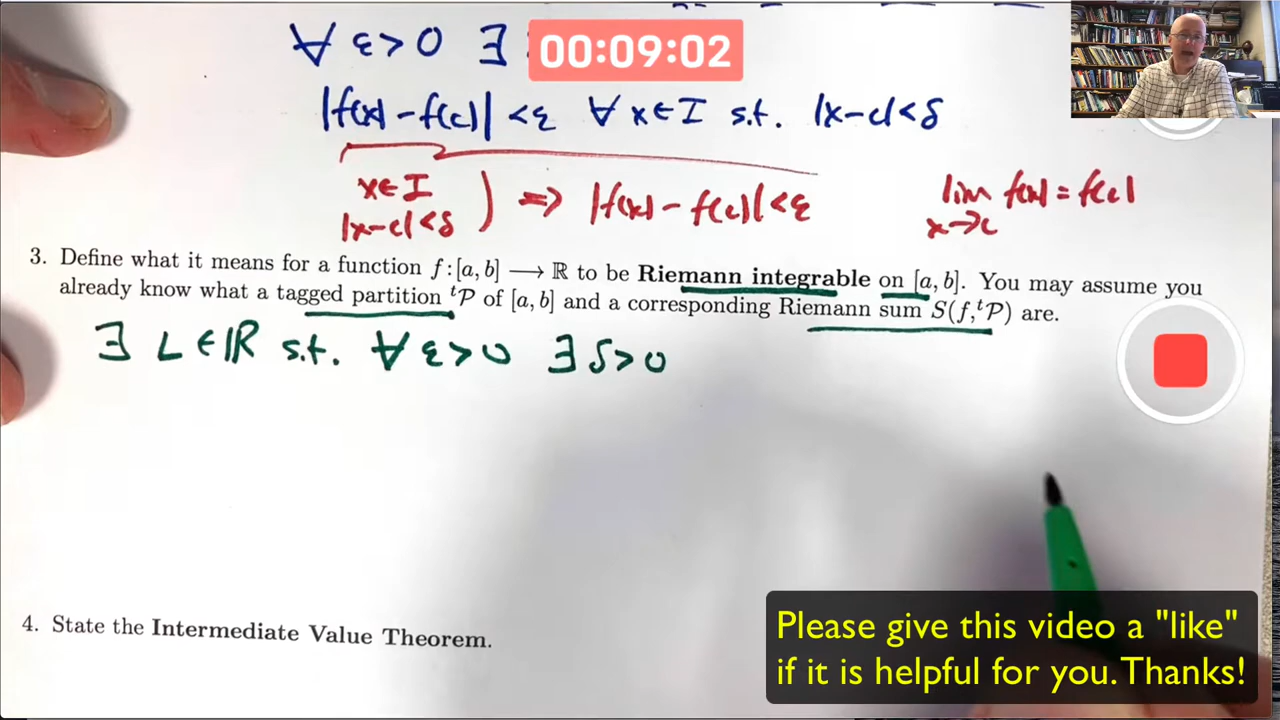 ∀ ε>0 ∃
00:09:02
|f(x)-f(c)| <ε ∀ x∈I s.t. |x-c|<δ
x∈I
|x-c|<δ ) ⇒ |f(x)-f(c)|<ε
lim f(x) = f(c)
x→c
3. Define what it means for a function f:[a, b] ⟶ ℝ to be Riemann integrable on [a, b]. You may assume you
already know what a tagged partition ᵗP of [a, b] and a corresponding Riemann sum S(f,ᵗP) are.
∃ L∈ℝ s.t. ∀ ε>0 ∃ δ>0
4. State the Intermediate Value Theorem.
Please give this video a "like"
if it is helpful for you. Thanks!